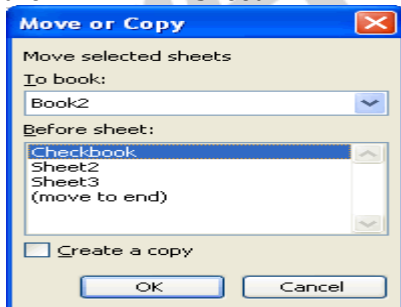 Move or Copy
Move selected sheets
To book:
Book2
Before sheet:
Checkbook
Sheet2
Sheet3
(move to end)
Create a copy
OK Cancel